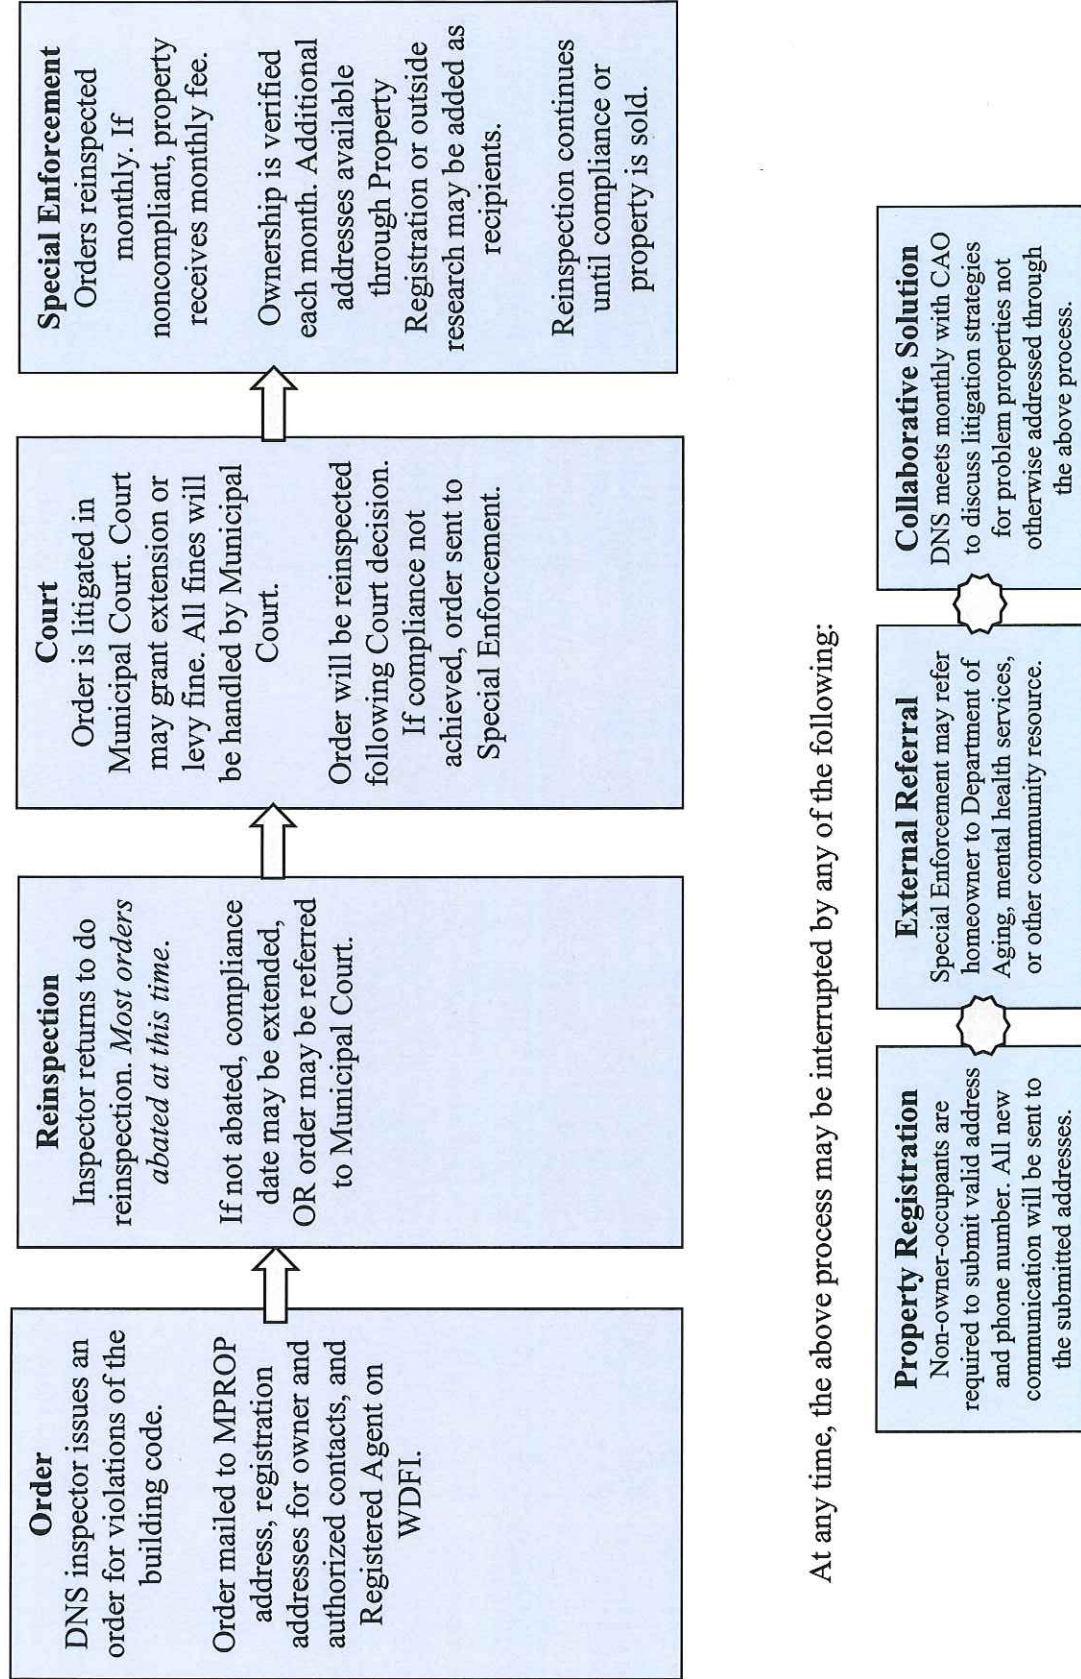 Order
DNS inspector issues an
order for violations of the
building code.
Order mailed to MPROP
address, registration
addresses for owner and
authorized contacts, and
Registered Agent on
WDFI.
Reinspection
Inspector returns to do
reinspection. Most orders
abated at this time.
If not abated, compliance
date may be extended,
OR order may be referred
to Municipal Court.
Court
Order is litigated in
Municipal Court. Court
may grant extension or
levy fine. All fines will
be handled by Municipal
Court.
Order will be reinspected
following Court decision.
If compliance not
achieved, order sent to
Special Enforcement.
Special Enforcement
Orders reinspected
monthly. If
noncompliant, property
receives monthly fee.
Ownership is verified
each month. Additional
addresses available
through Property
Registration or outside
research may be added as
recipients.
Reinspection continues
until compliance or
property is sold.
At any time, the above process may be interrupted by any of the following:
Property Registration
Non-owner-occupants are
required to submit valid address
and phone number. All new
communication will be sent to
the submitted addresses.
External Referral
Special Enforcement may refer
homeowner to Department of
Aging, mental health services,
or other community resource.
Collaborative Solution
DNS meets monthly with CAO
to discuss litigation strategies
for problem properties not
otherwise addressed through
the above process.